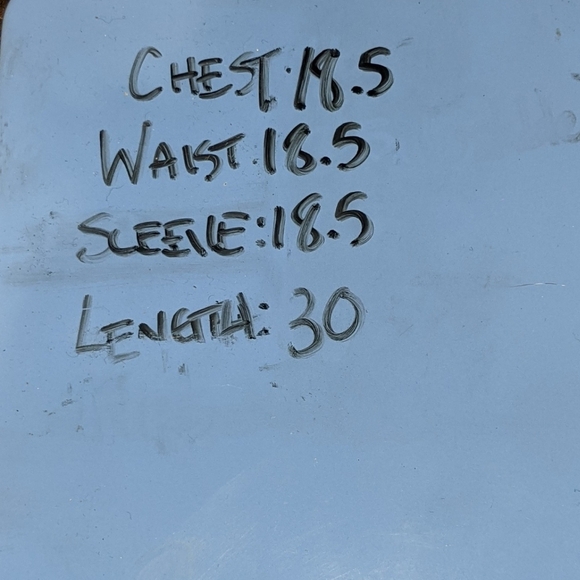 CHEST: 18.5
WAIST: 18.5
SLEEVE: 18.5
LENGTH: 30